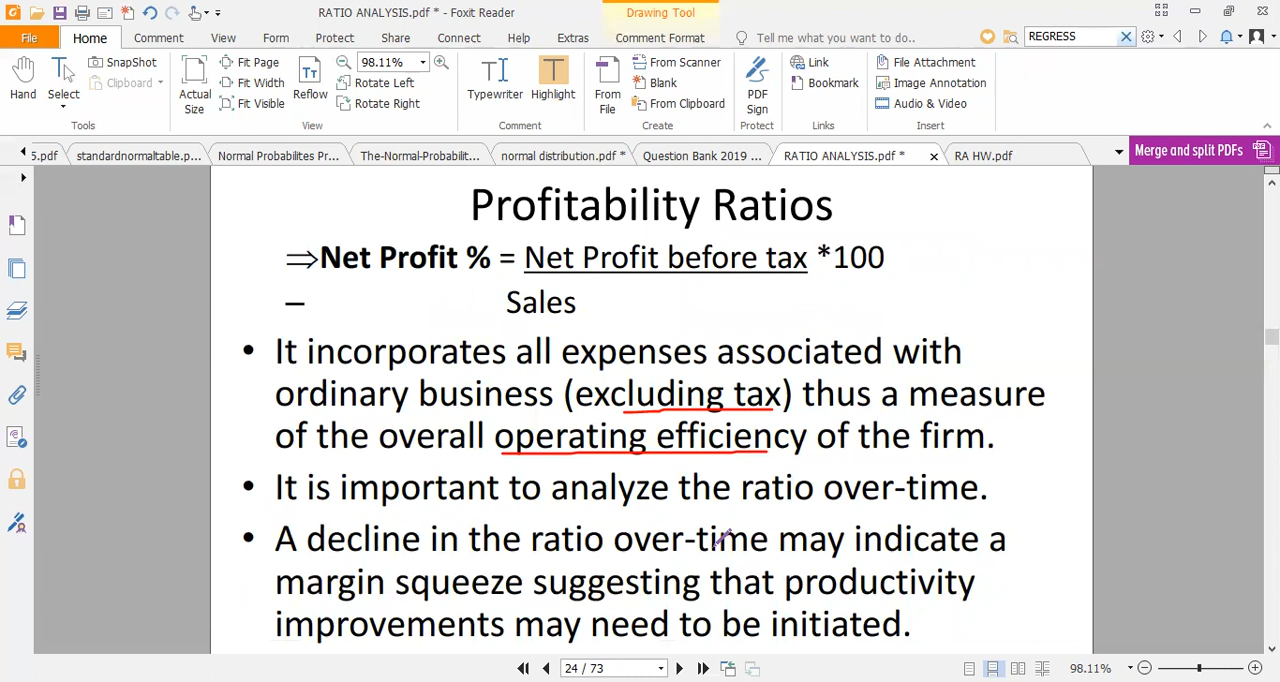 RATIO ANALYSIS.pdf * - Foxit Reader
Drawing Tool
File Home Comment View Form Protect Share Connect Help Extras Comment Format Tell me what you want to do.. REGRESS
Hand
Select
SnapShot
Clipboard
Tools
Actual Size
Fit Page
Fit Width
Fit Visible
Reflow
98.11%
Rotate Left
Rotate Right
View
Typewriter
Highlight
Comment
From File
From Scanner
Blank
From Clipboard
Create
PDF Sign
Protect
Link
Bookmark
Links
File Attachment
Image Annotation
Audio & Video
Insert
5.pdf standardnormaltable.p... Normal Probabilites Pr... The-Normal-Probabilit... normal distribution.pdf * Question Bank 2019 ... RATIO ANALYSIS.pdf * RA HW.pdf Merge and split PDFs
Profitability Ratios
⇒Net Profit % = Net Profit before tax *100
– Sales
• It incorporates all expenses associated with
ordinary business (excluding tax) thus a measure
of the overall operating efficiency of the firm.
• It is important to analyze the ratio over-time.
• A decline in the ratio over-time may indicate a
margin squeeze suggesting that productivity
improvements may need to be initiated.
24 / 73 98.11%